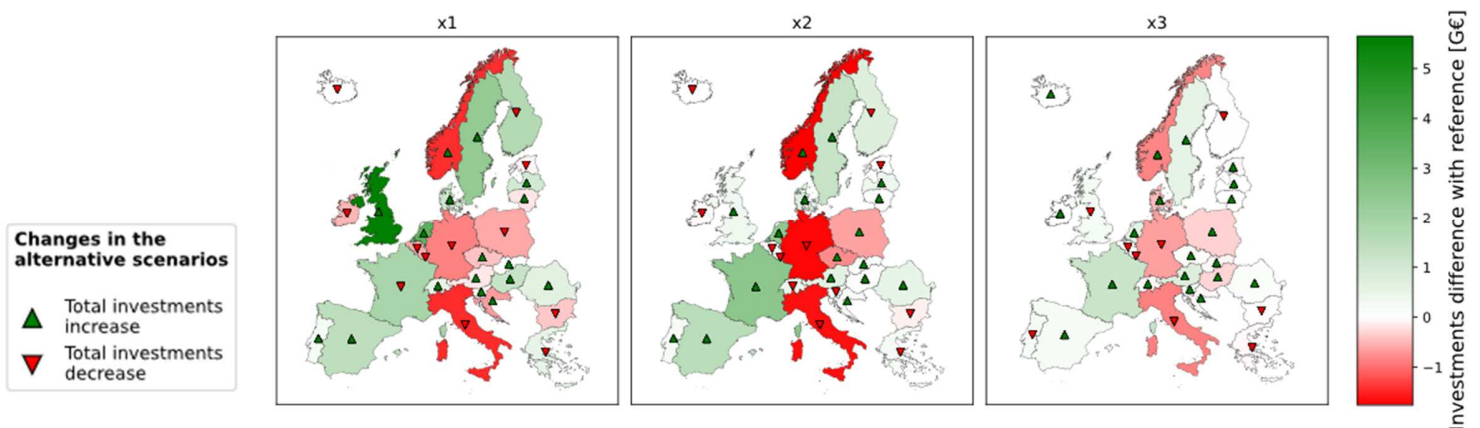 x1
x2
x3
Changes in the
alternative scenarios
Total investments
increase
Total investments
decrease
5
4
3
2
1
0
−1
Investments difference with reference [G€]